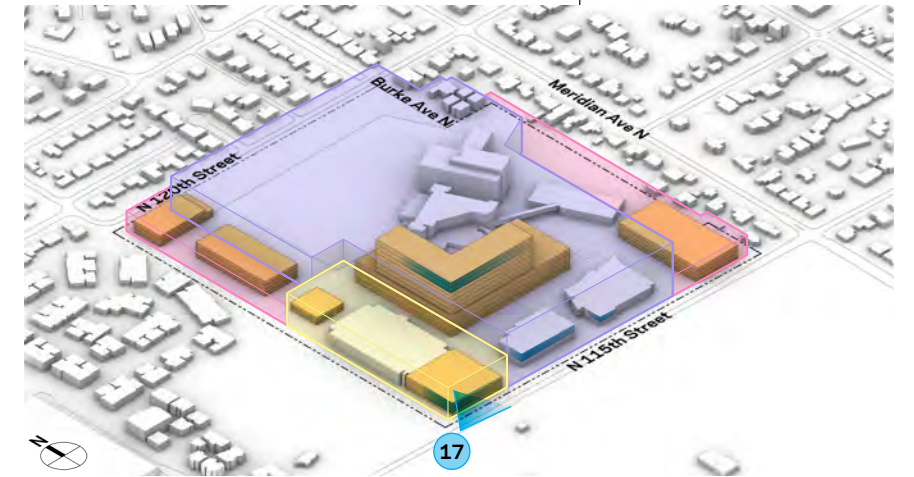 Burke Ave N
Meridian Ave N
N 120th Street
N 115th Street
17
N